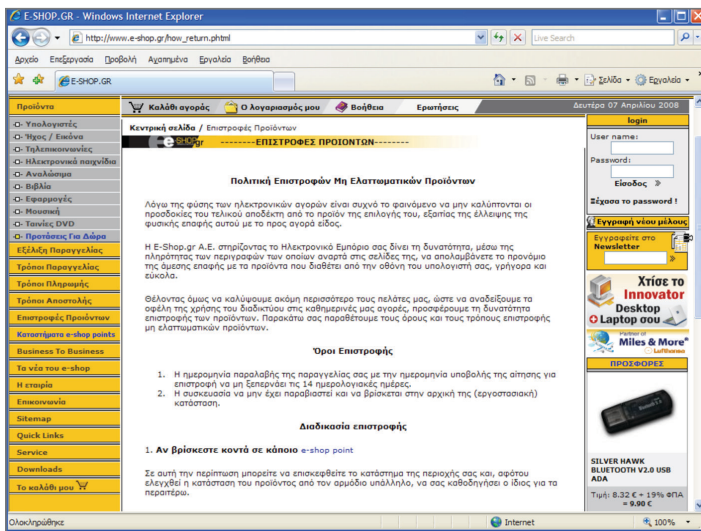 E-SHOP.GR - Windows Internet Explorer
http://www.e-shop.gr/how_return.phtml
Live Search
Αρχείο Επεξεργασία Προβολή Αγαπημένα Εργαλεία Βοήθεια
E-SHOP.GR
Σελίδα Εργαλεία
Προϊόντα
Καλάθι αγοράς Ο λογαριασμός μου Βοήθεια Ερωτήσεις
Δευτέρα 07 Απριλίου 2008
-Υπολογιστές
-Ήχος / Εικόνα
-Τηλεπικοινωνίες
-Ηλεκτρονικά παιχνίδια
-Αναλώσιμα
-Βιβλία
-Εφαρμογές
-Μουσική
-Ταινίες DVD
-Προτάσεις Για Δώρα
Εξέλιξη Παραγγελίας
Τρόποι Παραγγελίας
Τρόποι Πληρωμής
Τρόποι Αποστολής
Επιστροφές Προϊόντων
Καταστήματα e-shop points
Business To Business
Τα νέα του e-shop
Η εταιρία
Επικοινωνία
Sitemap
Quick Links
Service
Downloads
Το καλάθι μου
Κεντρική σελίδα / Επιστροφές Προϊόντων
e-SHOP.gr --------ΕΠΙΣΤΡΟΦΕΣ ΠΡΟΙΟΝΤΩΝ--------
Πολιτική Επιστροφών Μη Ελαττωματικών Προϊόντων
Λόγω της φύσης των ηλεκτρονικών αγορών είναι συχνό το φαινόμενο να μην καλύπτονται οι
προσδοκίες του τελικού αποδέκτη από το προϊόν της επιλογής του, εξαιτίας της έλλειψης της
φυσικής επαφής αυτού με το προς αγορά είδος.
Η E-Shop.gr Α.Ε. στηρίζοντας το Ηλεκτρονικό Εμπόριο σας δίνει τη δυνατότητα, μέσω της
πληρότητας των περιγραφών των οποίων αναρτά στις σελίδες της, να απολαμβάνετε το προνόμιο
της άμεσης επαφής με τα προϊόντα που διαθέτει από την οθόνη του υπολογιστή σας, γρήγορα και
εύκολα.
Θέλοντας όμως να καλύψουμε ακόμη περισσότερο τους πελάτες μας, ώστε να αναδείξουμε τα
οφέλη της χρήσης του διαδικτύου στις καθημερινές μας αγορές, προσφέρουμε τη δυνατότητα
επιστροφής των προϊόντων. Παρακάτω σας παραθέτουμε τους όρους και τους τρόπους επιστροφής
μη ελαττωματικών προϊόντων.
Όροι Επιστροφής
1. Η ημερομηνία παραλαβής της παραγγελίας σας με την ημερομηνία υποβολής της αίτησης για
επιστροφή να μη ξεπερνάει τις 14 ημερολογιακές ημέρες.
2. Η συσκευασία να μην έχει παραβιαστεί και να βρίσκεται στην αρχική της (εργοστασιακή)
κατάσταση.
Διαδικασία επιστροφής
1. Αν βρίσκεστε κοντά σε κάποιο e-shop point
Σε αυτή την περίπτωση μπορείτε να επισκεφθείτε το κατάστημα της περιοχής σας και, αφότου
ελεγχθεί η κατάσταση του προϊόντος από τον αρμόδιο υπάλληλο, να σας καθοδηγήσει ο ίδιος για τα
περαιτέρω.
login
User name:
Password:
Είσοδος »
Ξέχασα το password !
Εγγραφή νέου μέλους
Εγγραφείτε στο
Newsletter
»
Χτίσε το
Innovator
Desktop
Laptop σου
Partner of
Miles & More
Lufthansa
ΠΡΟΣΦΟΡΕΣ
SILVER HAWK
BLUETOOTH V2.0 USB
ADA
Τιμή: 8.32 € + 19% ΦΠΑ
= 9.90 €
Ολοκληρώθηκε
Internet
100%